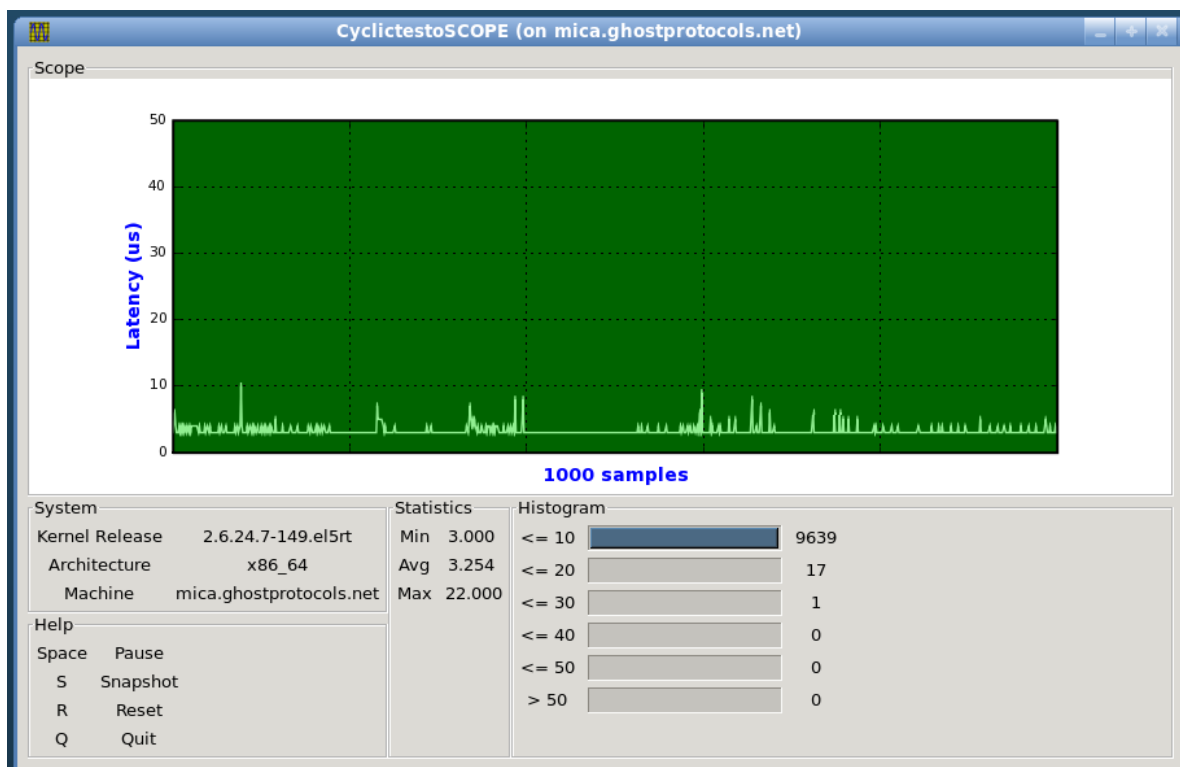 CyclictestoSCOPE (on mica.ghostprotocols.net)
Scope
50
40
30
20
10
0
Latency (us)
1000 samples
System
Kernel Release 2.6.24.7-149.el5rt
Architecture x86_64
Machine mica.ghostprotocols.net
Help
Space Pause
S Snapshot
R Reset
Q Quit
Statistics
Min 3.000
Avg 3.254
Max 22.000
Histogram
<= 10 9639
<= 20 17
<= 30 1
<= 40 0
<= 50 0
> 50 0